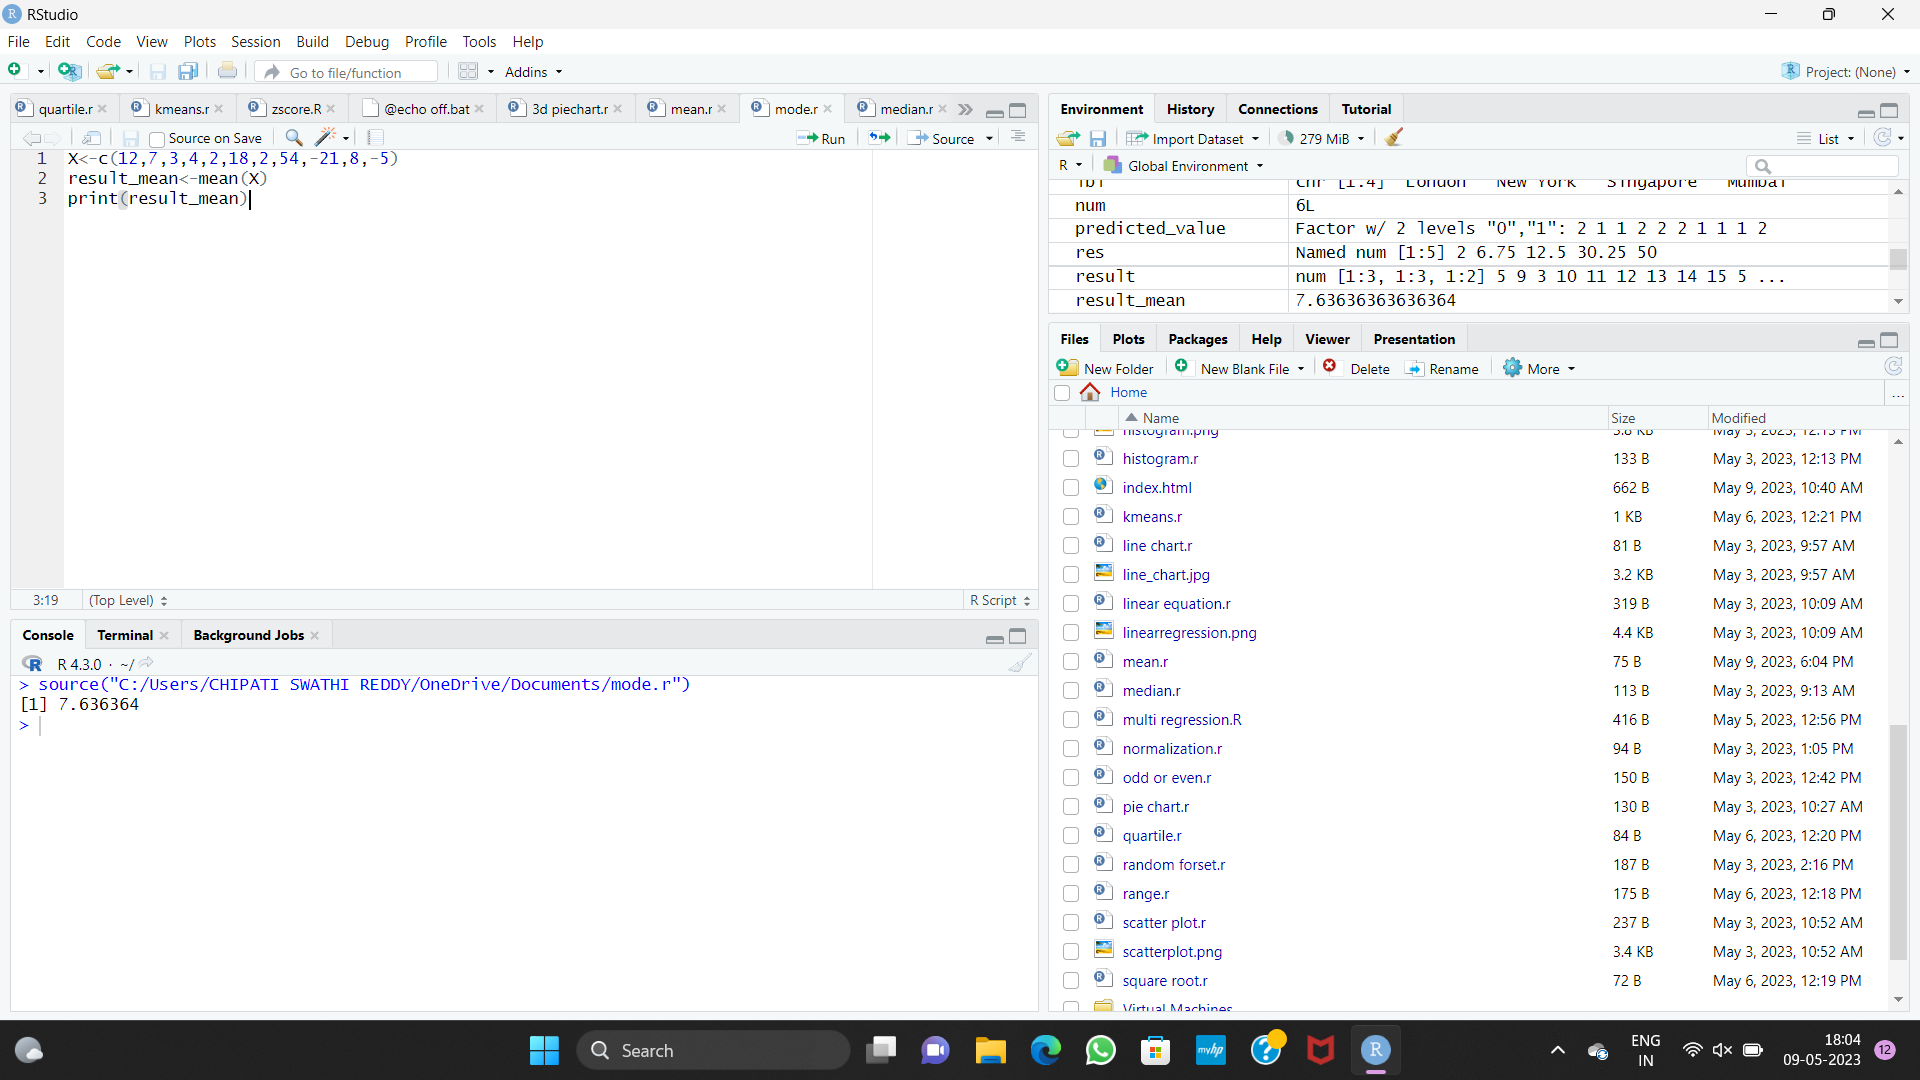 RStudio
File Edit Code View Plots Session Build Debug Profile Tools Help
Go to file/function Addins Project: (None)
quartile.r kmeans.r zscore.R @echo off.bat 3d piechart.r mean.r mode.r median.r
Source on Save Run Source
1 X<-c(12,7,3,4,2,18,2,54,-21,8,-5)
2 result_mean<-mean(X)
3 print(result_mean)
3:19 (Top Level) R Script
Console Terminal Background Jobs
R 4.3.0 · ~/
> source("C:/Users/CHIPATI SWATHI REDDY/OneDrive/Documents/mode.r")
[1] 7.636364
>
Environment History Connections Tutorial
Import Dataset 279 MiB List
R Global Environment
lbl chr [1:4] "London" "New York" "Singapore" "Mumbai"
num 6L
predicted_value Factor w/ 2 levels "0","1": 2 1 1 2 2 2 1 1 1 2
res Named num [1:5] 2 6.75 12.5 30.25 50
result num [1:3, 1:3, 1:2] 5 9 3 10 11 12 13 14 15 5 ...
result_mean 7.63636363636364
Files Plots Packages Help Viewer Presentation
New Folder New Blank File Delete Rename More
Home ...
Name Size Modified
histogram.png 3.8 KB May 3, 2023, 12:13 PM
histogram.r 133 B May 3, 2023, 12:13 PM
index.html 662 B May 9, 2023, 10:40 AM
kmeans.r 1 KB May 6, 2023, 12:21 PM
line chart.r 81 B May 3, 2023, 9:57 AM
line_chart.jpg 3.2 KB May 3, 2023, 9:57 AM
linear equation.r 319 B May 3, 2023, 10:09 AM
linearregression.png 4.4 KB May 3, 2023, 10:09 AM
mean.r 75 B May 9, 2023, 6:04 PM
median.r 113 B May 3, 2023, 9:13 AM
multi regression.R 416 B May 5, 2023, 12:56 PM
normalization.r 94 B May 3, 2023, 1:05 PM
odd or even.r 150 B May 3, 2023, 12:42 PM
pie chart.r 130 B May 3, 2023, 10:27 AM
quartile.r 84 B May 6, 2023, 12:20 PM
random forset.r 187 B May 3, 2023, 2:16 PM
range.r 175 B May 6, 2023, 12:18 PM
scatter plot.r 237 B May 3, 2023, 10:52 AM
scatterplot.png 3.4 KB May 3, 2023, 10:52 AM
square root.r 72 B May 6, 2023, 12:19 PM
Virtual Machines
Search myhp R ENG IN 18:04 09-05-2023 12